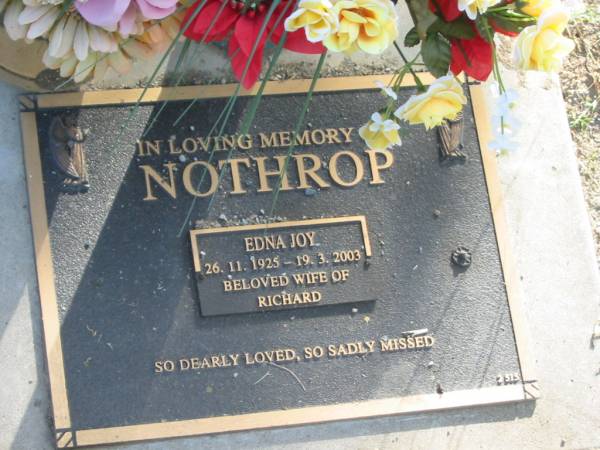 IN LOVING MEMORY
NOTHROP
EDNA JOY
26. 11. 1925 – 19. 3. 2003
BELOVED WIFE OF
RICHARD
SO DEARLY LOVED, SO SADLY MISSED